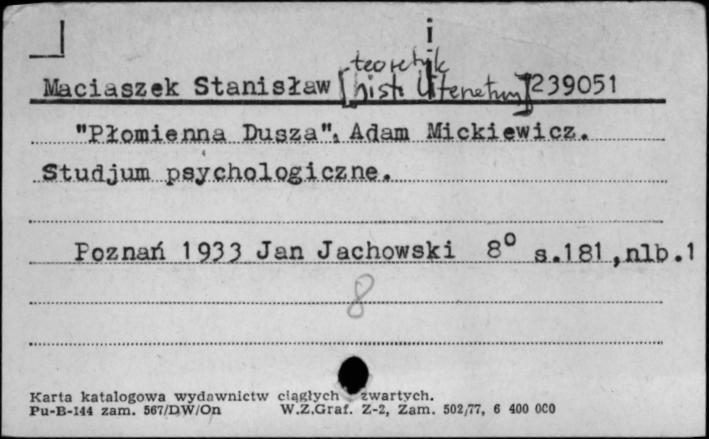 i
teoretyk
Maciaszek Stanisław [hist. literatury] 239051
"Płomienna Dusza". Adam Mickiewicz.
Studjum psychologiczne.
Poznań 1933 Jan Jachowski 8° s.181,nlb.1
8
Karta katalogowa wydawnictw ciągłych zwartych.
Pu-B-144 zam. 567/DW/On W.Z.Graf. Z-2, Zam. 502/77, 6 400 000